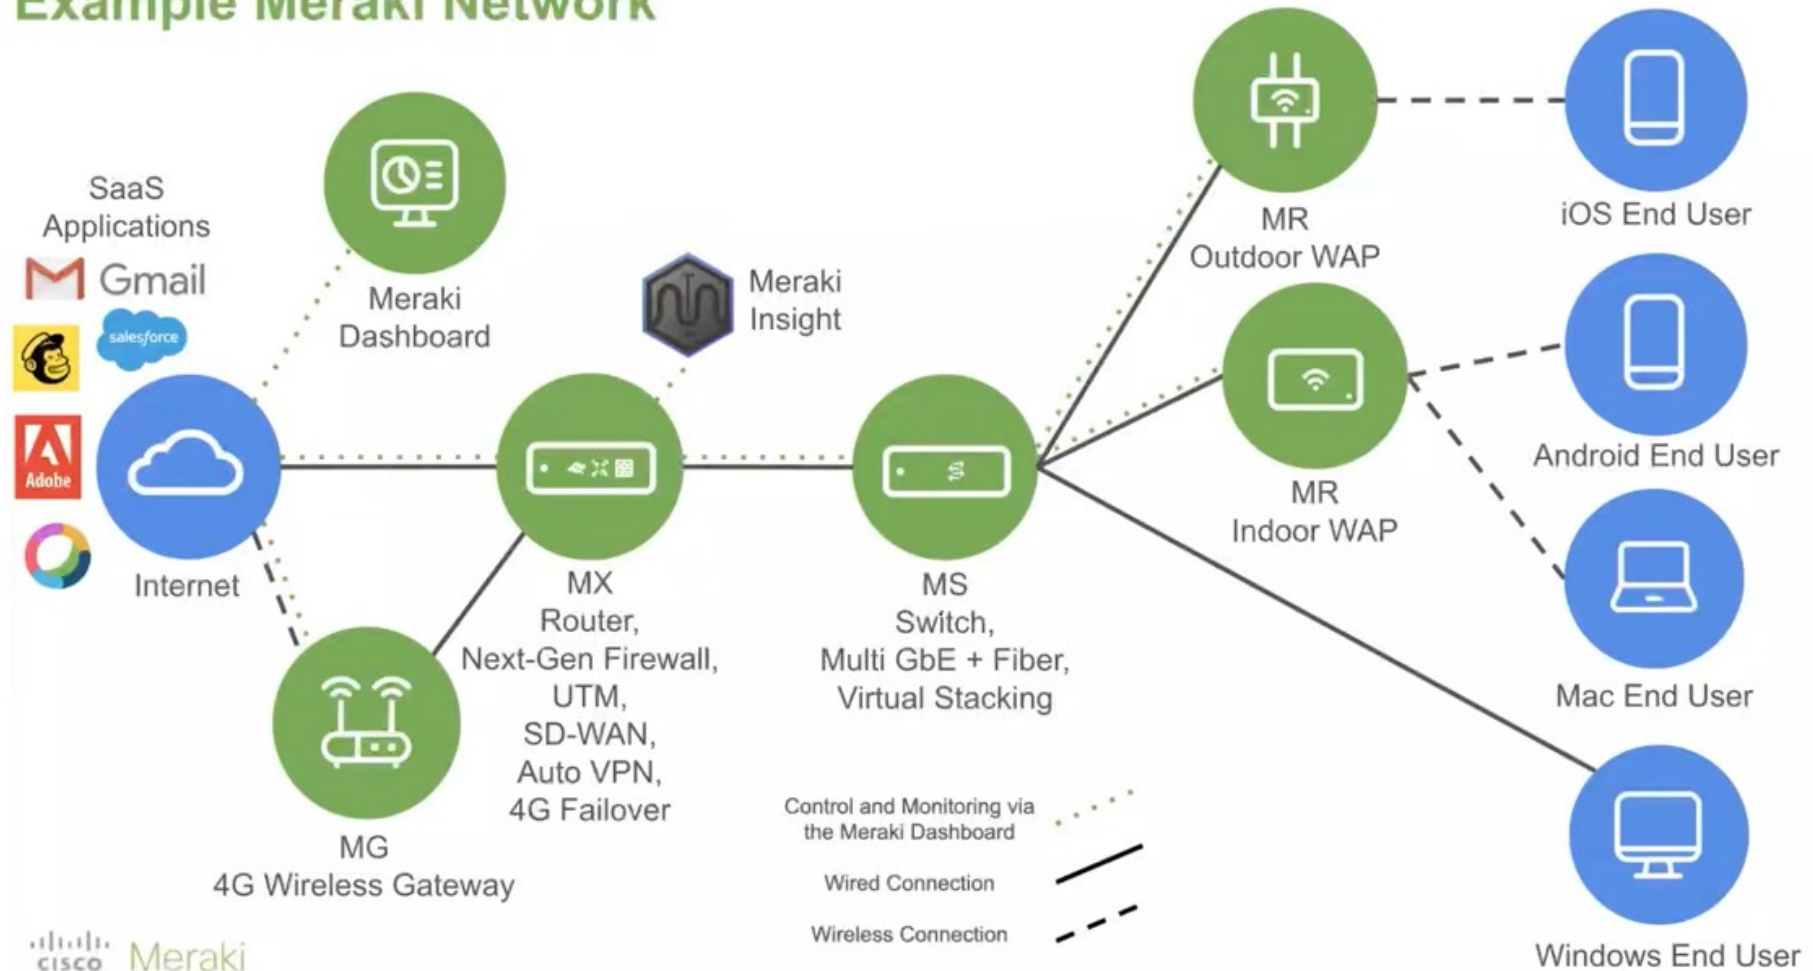 Example Meraki Network
SaaS
Applications
Gmail
salesforce
Adobe
Internet
Meraki
Dashboard
Meraki
Insight
MG
4G Wireless Gateway
MX
Router,
Next-Gen Firewall,
UTM,
SD-WAN,
Auto VPN,
4G Failover
MS
Switch,
Multi GbE + Fiber,
Virtual Stacking
MR
Outdoor WAP
MR
Indoor WAP
iOS End User
Android End User
Mac End User
Windows End User
Control and Monitoring via
the Meraki Dashboard
Wired Connection
Wireless Connection
CISCO Meraki